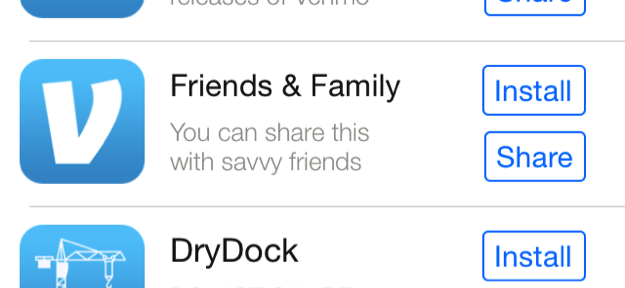 releases of Venmo
Share
Friends & Family
Install
You can share this
with savvy friends
Share
DryDock
Install